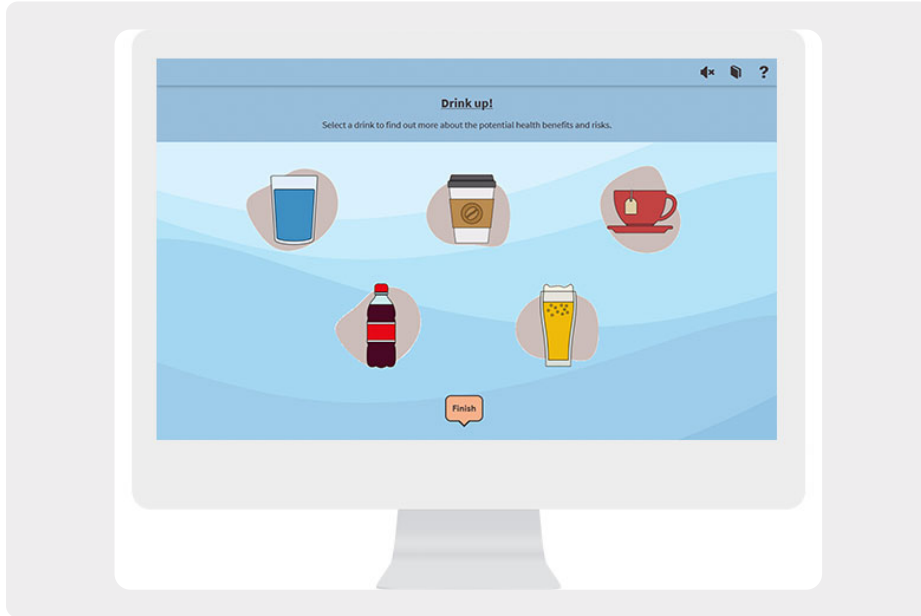 ?
Drink up!
Select a drink to find out more about the potential health benefits and risks.
Finish